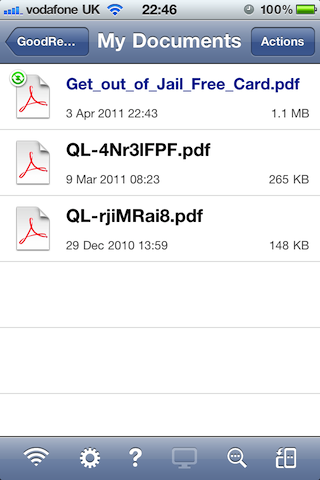 vodafone UK 22:46 100%
GoodRe... My Documents Actions
Get_out_of_Jail_Free_Card.pdf
3 Apr 2011 22:43 1.1 MB
QL-4Nr3lFPF.pdf
9 Mar 2011 08:23 265 KB
QL-rjiMRai8.pdf
29 Dec 2010 13:59 148 KB
?